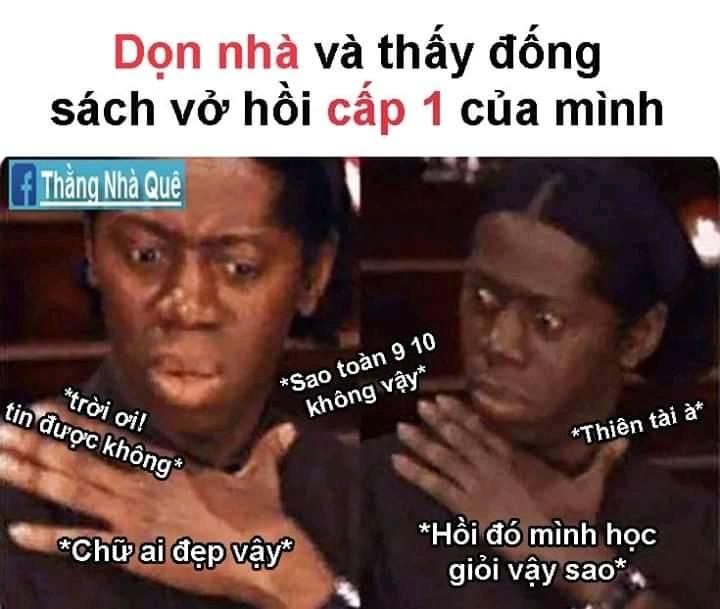 Dọn nhà và thấy đống
sách vở hồi cấp 1 của mình
f Thằng Nhà Quê
*trời ơi!
tin được không*
*Sao toàn 9 10
không vậy*
*Thiên tài à*
*Chữ ai đẹp vậy*
*Hồi đó mình học
giỏi vậy sao*